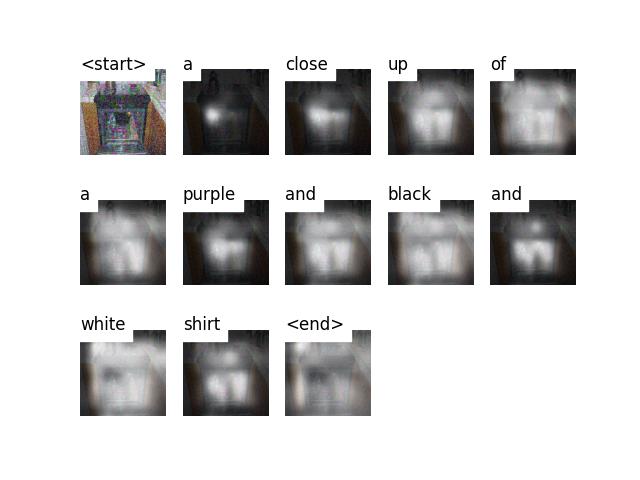 <start> a close up of
a purple and black and
white shirt <end>